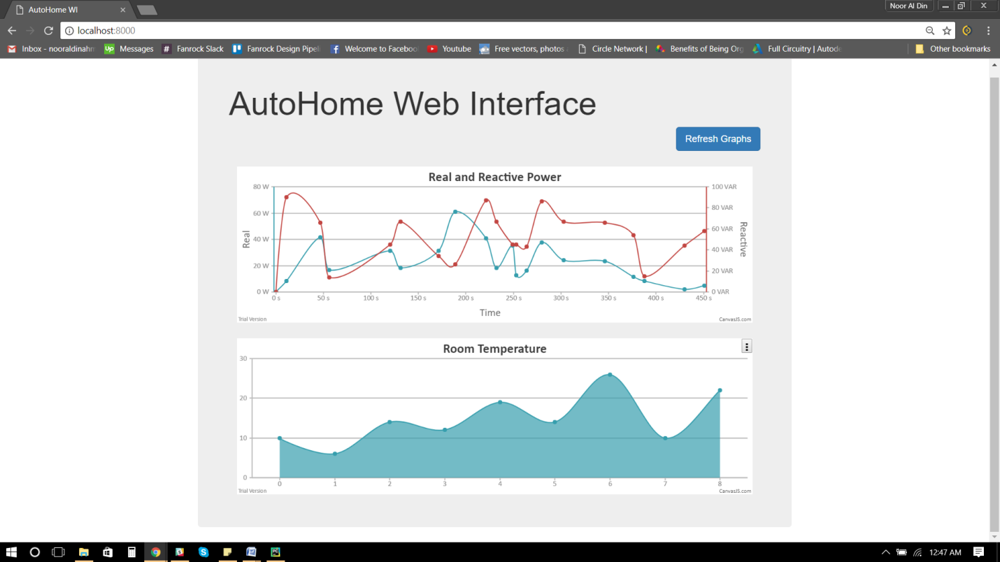 AutoHome WI
Noor Al Din
localhost:8000
Inbox - nooraldinahm
Up Messages
# Fanrock Slack
Fanrock Design Pipeli
Welcome to Faceboo
Youtube
Free vectors, photos
Circle Network |
Benefits of Being Org
Full Circuitry | Autode
Other bookmarks
AutoHome Web Interface
Refresh Graphs
Real and Reactive Power
80 W
60 W
40 W
20 W
0 W
Real
100 VAR
80 VAR
60 VAR
40 VAR
20 VAR
0 VAR
Reactive
0 s 50 s 100 s 150 s 200 s 250 s 300 s 350 s 400 s 450 s
Time
Trial Version
CanvasJS.com
Room Temperature
30
20
10
0
0 1 2 3 4 5 6 7 8
Trial Version
CanvasJS.com
12:47 AM